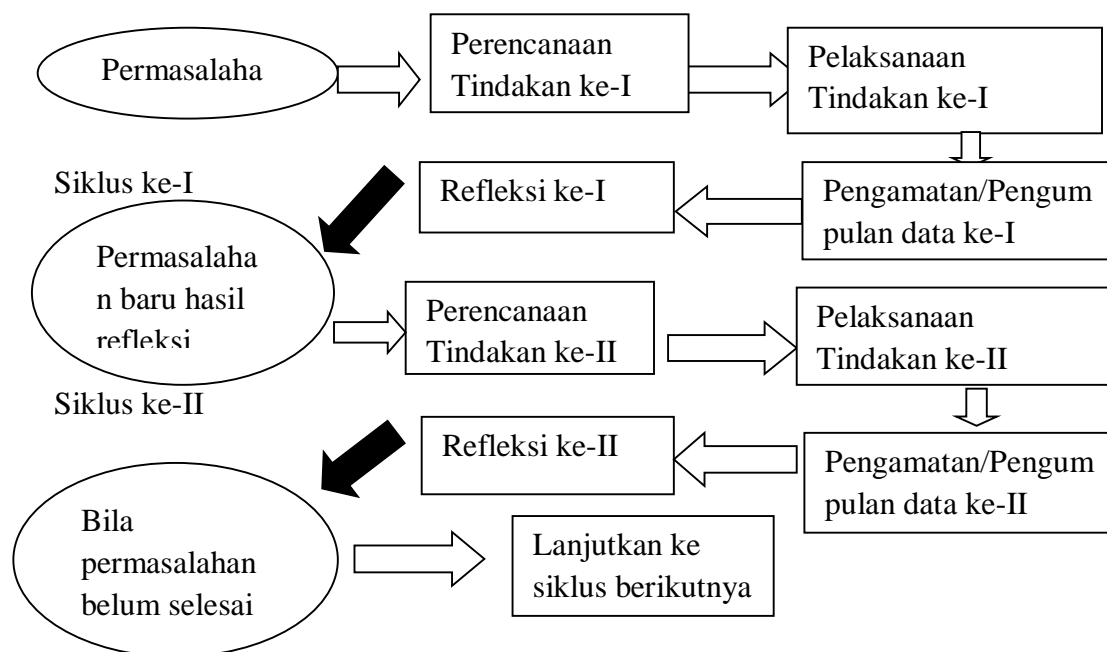 Permasalaha
Perencanaan
Tindakan ke-I
Pelaksanaan
Tindakan ke-I
Siklus ke-I
Refleksi ke-I
Pengamatan/Pengum
pulan data ke-I
Permasalaha
n baru hasil
refleksi
Perencanaan
Tindakan ke-II
Pelaksanaan
Tindakan ke-II
Siklus ke-II
Refleksi ke-II
Pengamatan/Pengum
pulan data ke-II
Bila
permasalahan
belum selesai
Lanjutkan ke
siklus berikutnya